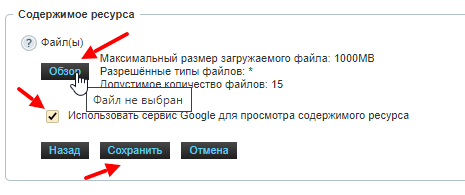 Содержимое ресурса
? Файл(ы)
Максимальный размер загружаемого файла: 1000MB
Обзор
Разрешённые типы файлов: *
Допустимое количество файлов: 15
Файл не выбран
Использовать сервис Google для просмотра содержимого ресурса
Назад Сохранить Отмена